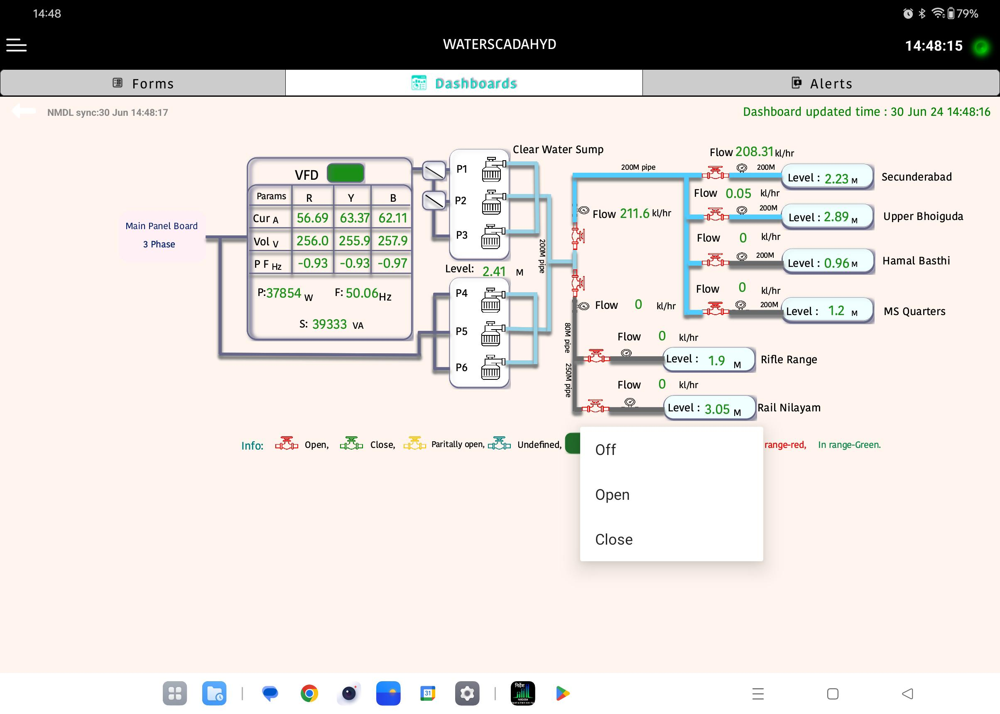 14:48
79%
WATERSCADAHYD
14:48:15
Forms
Dashboards
Alerts
NMDL sync:30 Jun 14:48:17
Dashboard updated time : 30 Jun 24 14:48:16
Main Panel Board
3 Phase
VFD
Params R Y B
Cur A 56.69 63.37 62.11
Vol V 256.0 255.9 257.9
P F Hz -0.93 -0.93 -0.97
P:37854 W F: 50.06Hz
S: 39333 VA
Clear Water Sump
P1
P2
P3
Level: 2.41 M
P4
P5
P6
200M pipe
200M pipe
Flow 211.6 kl/hr
Flow 0 kl/hr
80M pipe
250M pipe
Flow 208.31 kl/hr
200M
Level : 2.23 M
Secunderabad
Flow 0.05 kl/hr
200M
Level : 2.89 M
Upper Bhoiguda
Flow 0 kl/hr
200M
Level : 0.96 M
Hamal Basthi
Flow 0 kl/hr
200M
Level : 1.2 M
MS Quarters
Flow 0 kl/hr
Level : 1.9 M
Rifle Range
Flow 0 kl/hr
Level : 3.05 M
Rail Nilayam
Info: Open, Close, Paritally open, Undefined, range-red, In range-Green.
Off
Open
Close
31
निर्देश
NIRDESH